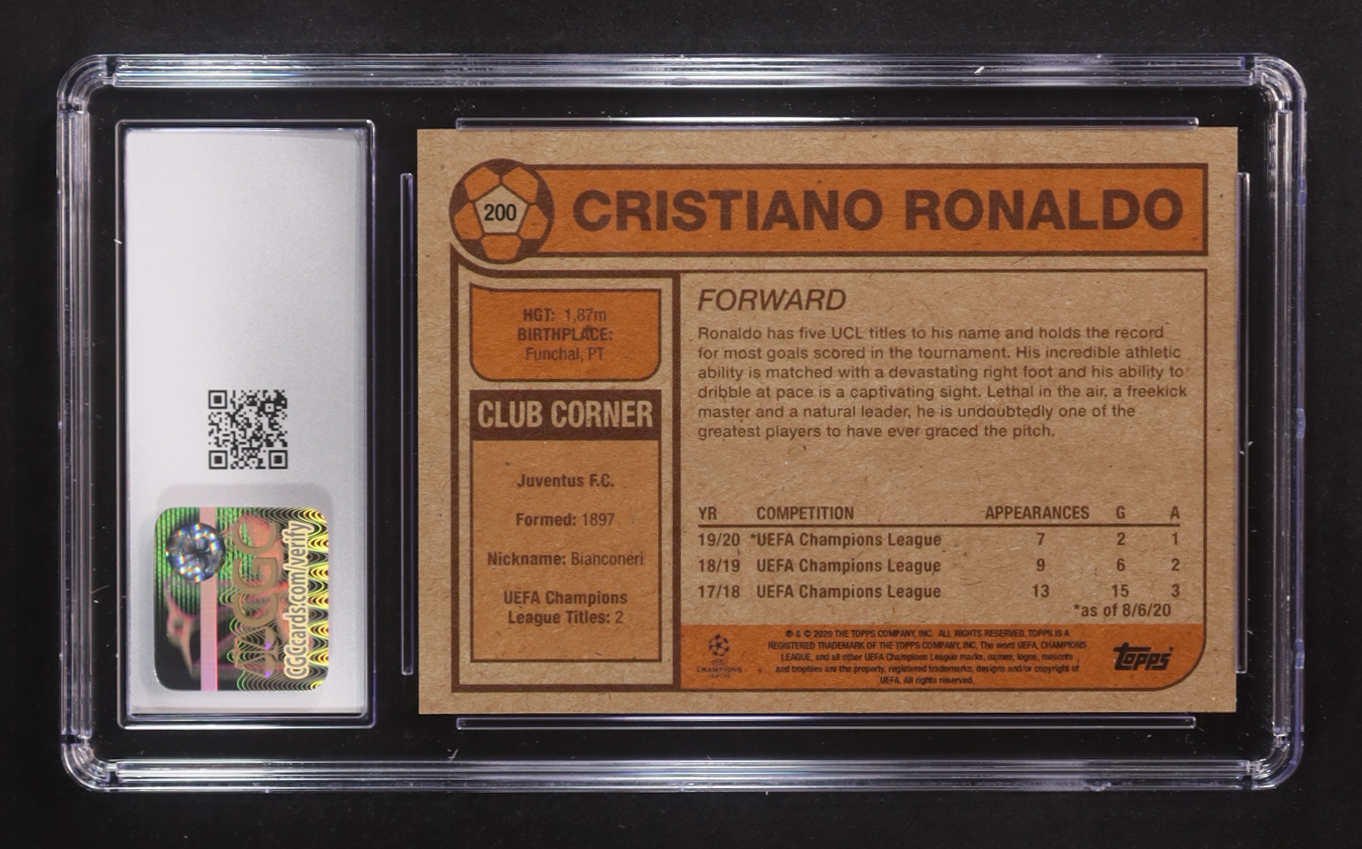 200
CRISTIANO RONALDO
HGT: 1,87m
BIRTHPLACE:
Funchal, PT
CLUB CORNER
Juventus F.C.
Formed: 1897
Nickname: Bianconeri
UEFA Champions
League Titles: 2
FORWARD
Ronaldo has five UCL titles to his name and holds the record
for most goals scored in the tournament. His incredible athletic
ability is matched with a devastating right foot and his ability to
dribble at pace is a captivating sight. Lethal in the air, a freekick
master and a natural leader, he is undoubtedly one of the
greatest players to have ever graced the pitch.
YR COMPETITION APPEARANCES G A
19/20 *UEFA Champions League 7 2 1
18/19 UEFA Champions League 9 6 2
17/18 UEFA Champions League 13 15 3
*as of 8/6/20
® & © 2020 THE TOPPS COMPANY, INC. ALL RIGHTS RESERVED. TOPPS IS A
REGISTERED TRADEMARK OF THE TOPPS COMPANY, INC. The word UEFA, CHAMPIONS
LEAGUE, and all other UEFA Champions League marks, names, logos, mascots
and trophies are the property, registered trademarks, designs and/or copyright of
UEFA. All rights reserved.
CHAMPIONS
LEAGUE
Topps
CGCcards.com/verify